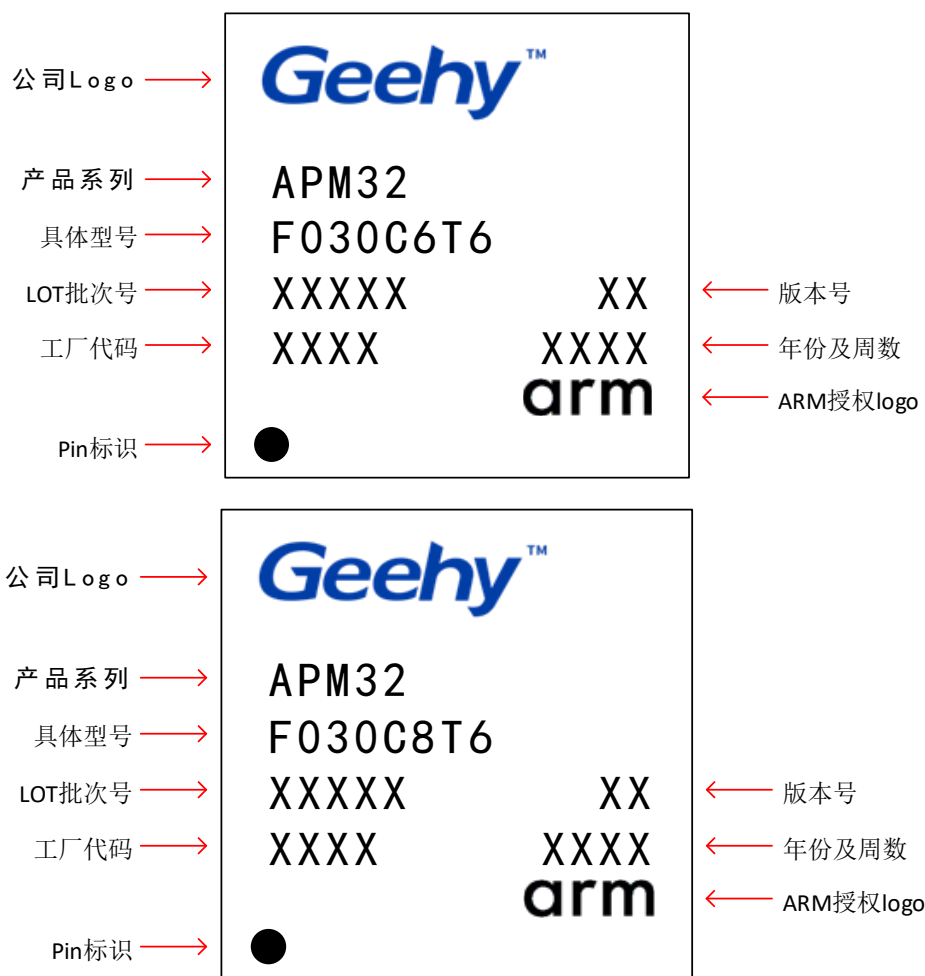 公司Logo Geehy™
产品系列 APM32
具体型号 F030C6T6
LOT批次号 XXXXX XX 版本号
工厂代码 XXXX XXXX 年份及周数
arm ARM授权logo
Pin标识
公司Logo Geehy™
产品系列 APM32
具体型号 F030C8T6
LOT批次号 XXXXX XX 版本号
工厂代码 XXXX XXXX 年份及周数
arm ARM授权logo
Pin标识